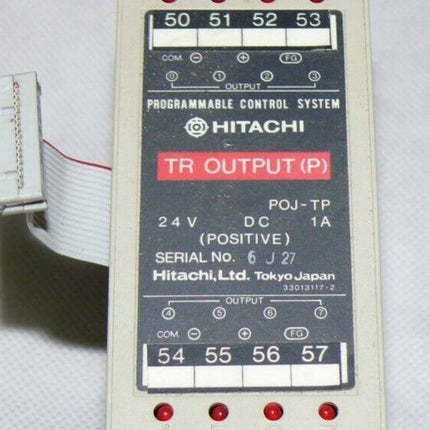 50 51 52 53
COM. ⊖ ⊕ FG
⓪ ① ② ③
OUTPUT
PROGRAMMABLE CONTROL SYSTEM
HITACHI
TR OUTPUT (P)
POJ-TP
24V DC 1A
(POSITIVE)
SERIAL No. 6 J 27
Hitachi, Ltd. Tokyo Japan
33013117-2
OUTPUT
④ ⑤ ⑥ ⑦
COM. ⊖ ⊕ FG
54 55 56 57